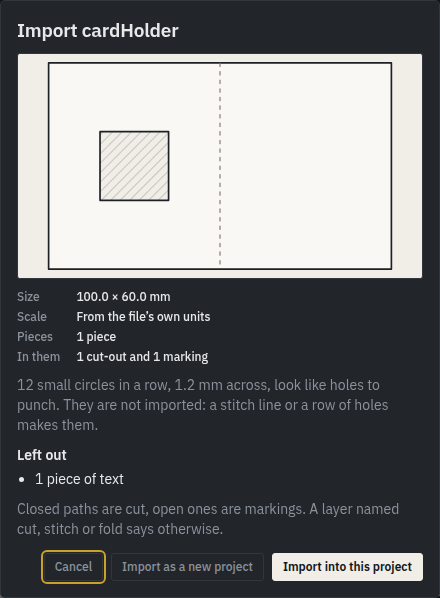 Import cardHolder
Size 100.0 × 60.0 mm
Scale From the file’s own units
Pieces 1 piece
In them 1 cut-out and 1 marking
12 small circles in a row, 1.2 mm across, look like holes to
punch. They are not imported: a stitch line or a row of holes
makes them.
Left out
• 1 piece of text
Closed paths are cut, open ones are markings. A layer named
cut, stitch or fold says otherwise.
Cancel Import as a new project Import into this project